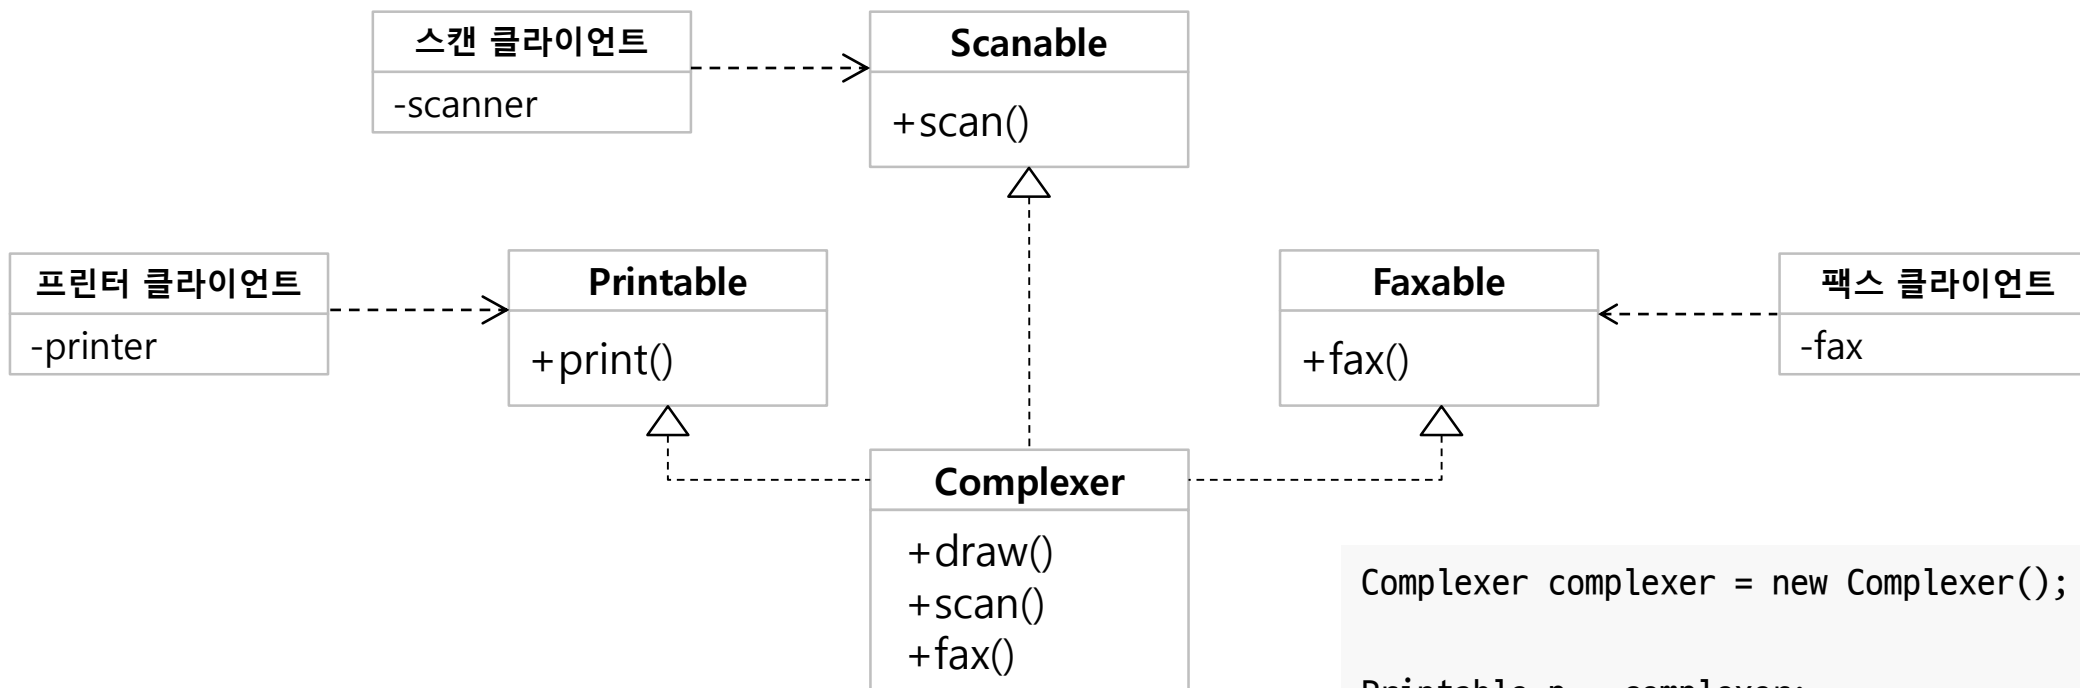 스캔 클라이언트
-scanner
Scanable
+scan()
프린터 클라이언트
-printer
Printable
+print()
Faxable
+fax()
팩스 클라이언트
-fax
Complexer
+draw()
+scan()
+fax()
Complexer complexer = new Complexer();
complexer;